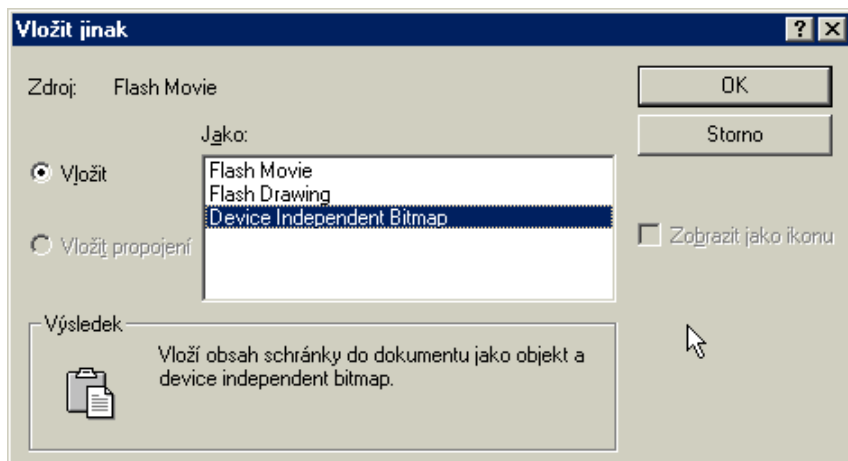 Vložit jinak
Zdroj: Flash Movie
OK
Jako:
Storno
Vložit
Flash Movie
Flash Drawing
Device Independent Bitmap
Vložit propojení
Zobrazit jako ikonu
Výsledek
Vloží obsah schránky do dokumentu jako objekt a
device independent bitmap.